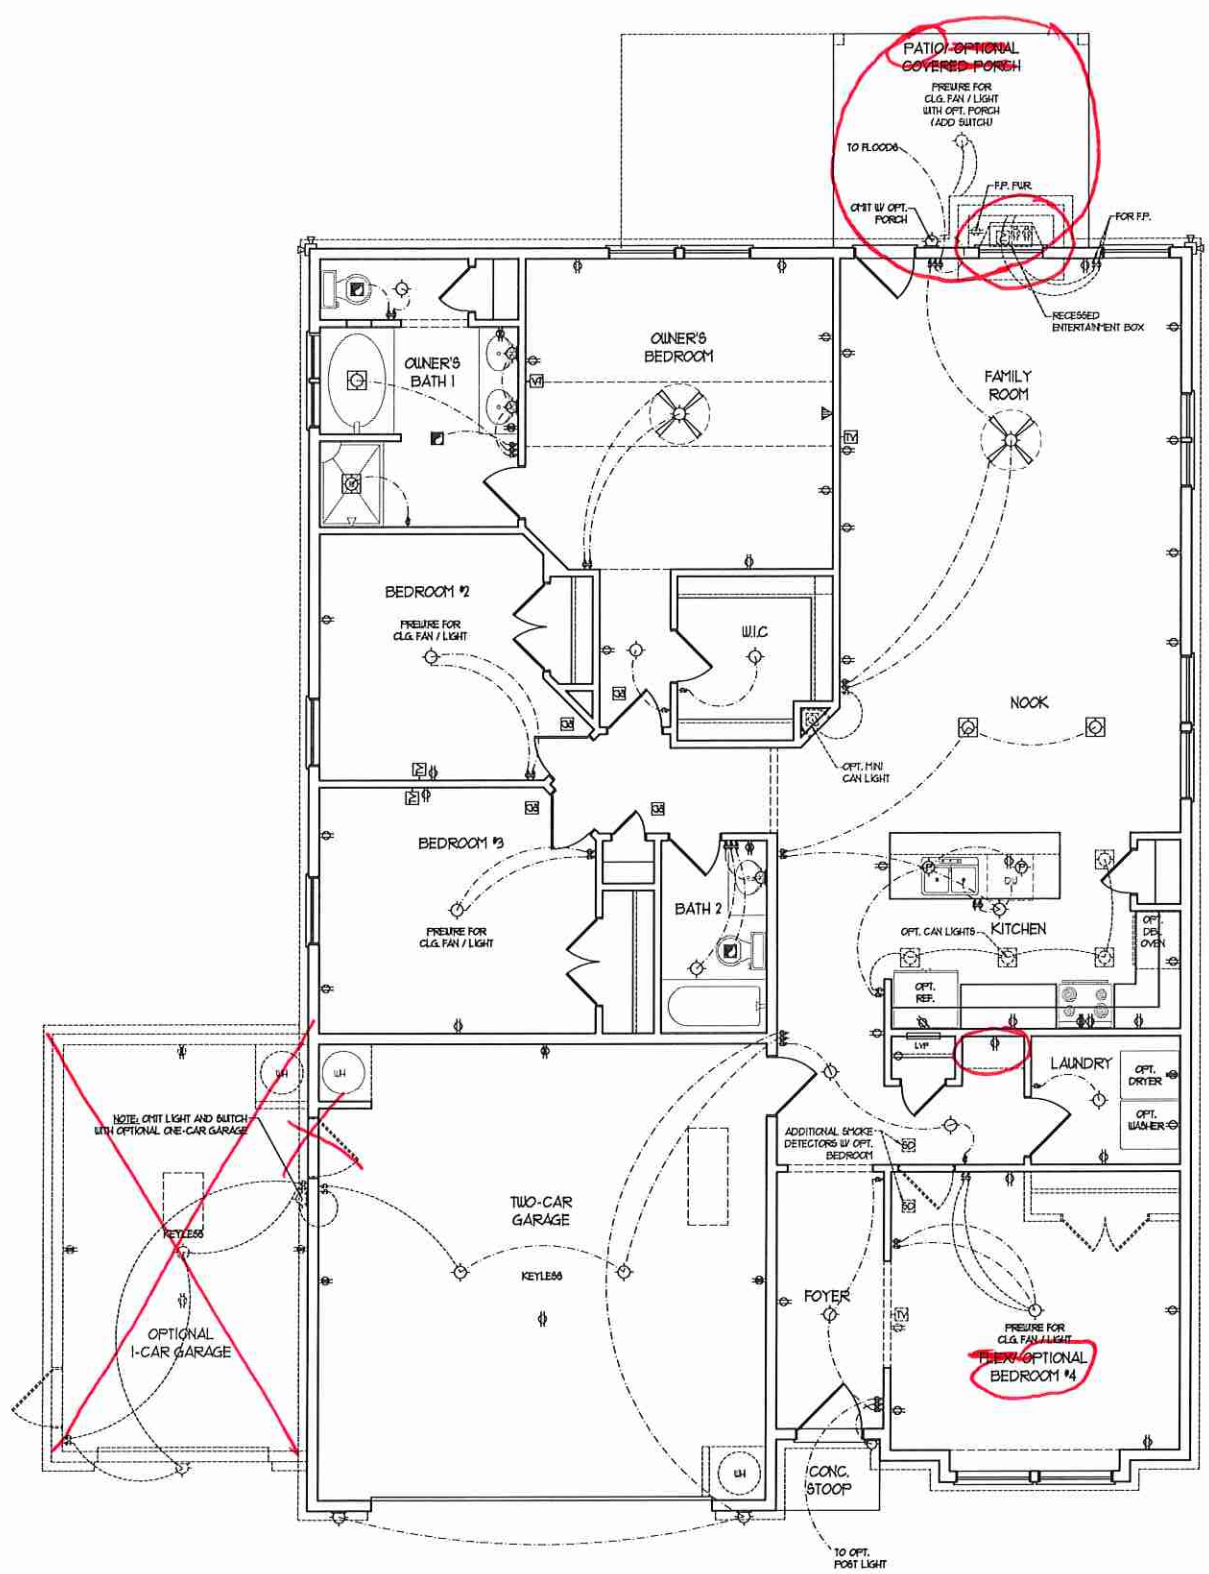 PATIO/ OPTIONAL
COVERED PORCH
PREWIRE FOR
CLG. FAN / LIGHT
WITH OPT. PORCH
(ADD SWITCH)
TO FLOODS
F.P. PWR.
OMIT W/ OPT.
PORCH
FOR F.P.
RECESSED
ENTERTAIN'ENT BOX
OWNER'S
BEDROOM
OWNER'S
BATH 1
FAMILY
ROOM
TV
TV
BEDROOM #2
PREWIRE FOR
CLG. FAN / LIGHT
W.I.C
NOOK
OPT. MINI
CAN LIGHT
TV
TV
BEDROOM #3
PREWIRE FOR
CLG. FAN / LIGHT
BATH 2
P
P
KITCHEN
OPT. CAN LIGHTS
OPT.
DBL.
OVEN
OPT.
REF.
LVP
LAUNDRY
OPT.
DRYER
OPT.
WASHER
WH
WH
NOTE: OMIT LIGHT AND SWITCH
WITH OPTIONAL ONE-CAR GARAGE
ADDITIONAL SMOKE
DETECTORS W/ OPT.
BEDROOM
SD
SD
TWO-CAR
GARAGE
KEYLESS
KEYLESS
OPTIONAL
1-CAR GARAGE
FOYER
TV
PREWIRE FOR
CLG. FAN / LIGHT
FLEX/ OPTIONAL
BEDROOM #4
WH
CONC.
STOOP
TO OPT.
POST LIGHT